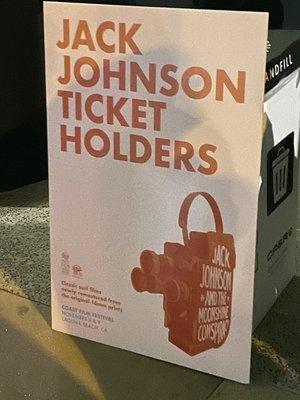 JACK
JOHNSON
TICKET
HOLDERS
JACK
JOHNSON
AND THE
MOONSHINE
CONSPIRACY
Classic surf films
newly remastered from
the original 16mm prints
COAST FILM FESTIVAL
LAGUNA BEACH, CA
LANDFILL